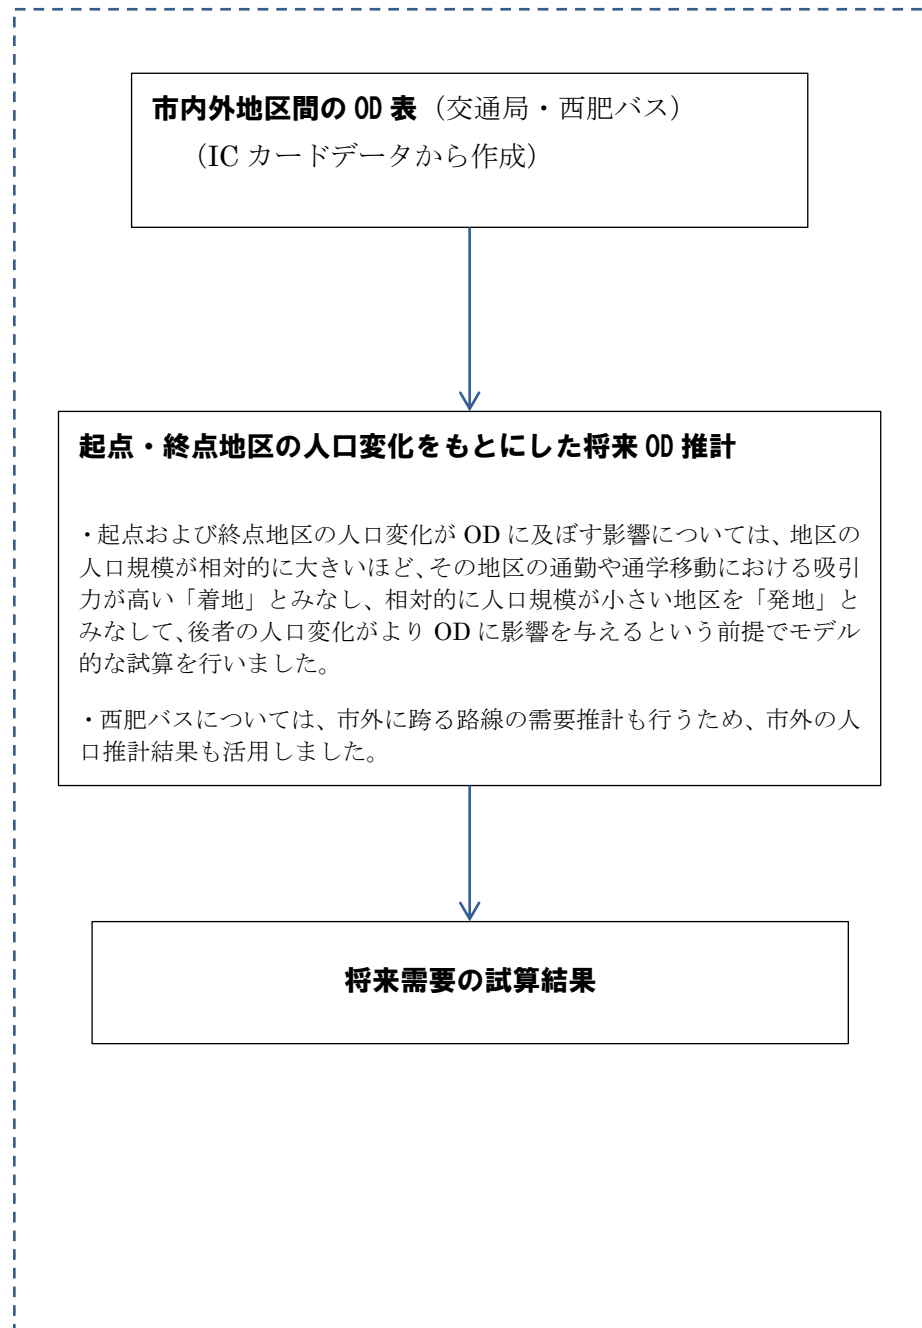 市内外地区間の OD 表（交通局・西肥バス）
（IC カードデータから作成）
起点・終点地区の人口変化をもとにした将来 OD 推計
・起点および終点地区の人口変化が OD に及ぼす影響については、地区の
人口規模が相対的に大きいほど、その地区の通勤や通学移動における吸引
力が高い「着地」とみなし、相対的に人口規模が小さい地区を「発地」と
みなして、後者の人口変化がより OD に影響を与えるという前提でモデル
的な試算を行いました。
・西肥バスについては、市外に跨る路線の需要推計も行うため、市外の人
口推計結果も活用しました。
将来需要の試算結果